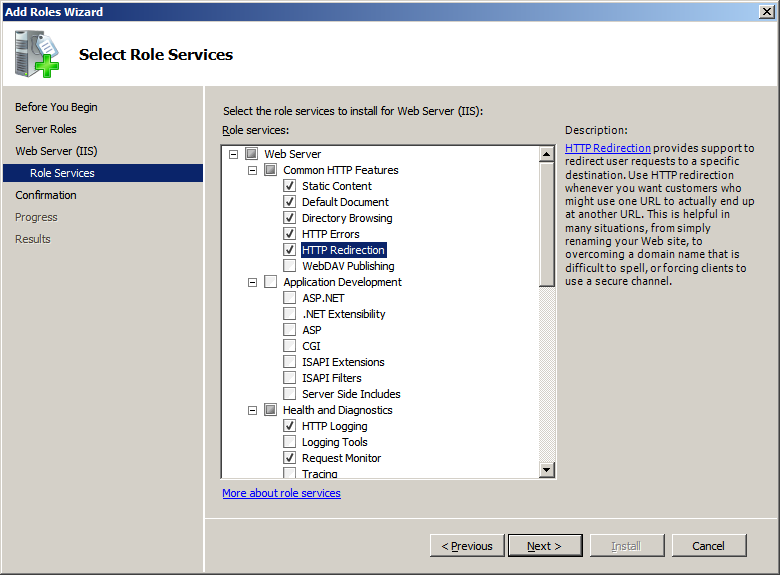 Add Roles Wizard
Select Role Services
Before You Begin
Server Roles
Web Server (IIS)
Role Services
Confirmation
Progress
Results
Select the role services to install for Web Server (IIS):
Role services:
Web Server
Common HTTP Features
Static Content
Default Document
Directory Browsing
HTTP Errors
HTTP Redirection
WebDAV Publishing
Application Development
ASP.NET
.NET Extensibility
ASP
CGI
ISAPI Extensions
ISAPI Filters
Server Side Includes
Health and Diagnostics
HTTP Logging
Logging Tools
Request Monitor
Tracing
More about role services
Description:
HTTP Redirection provides support to
redirect user requests to a specific
destination. Use HTTP redirection
whenever you want customers who
might use one URL to actually end up
at another URL. This is helpful in
many situations, from simply
renaming your Web site, to
overcoming a domain name that is
difficult to spell, or forcing clients to
use a secure channel.
< Previous
Next >
Install
Cancel